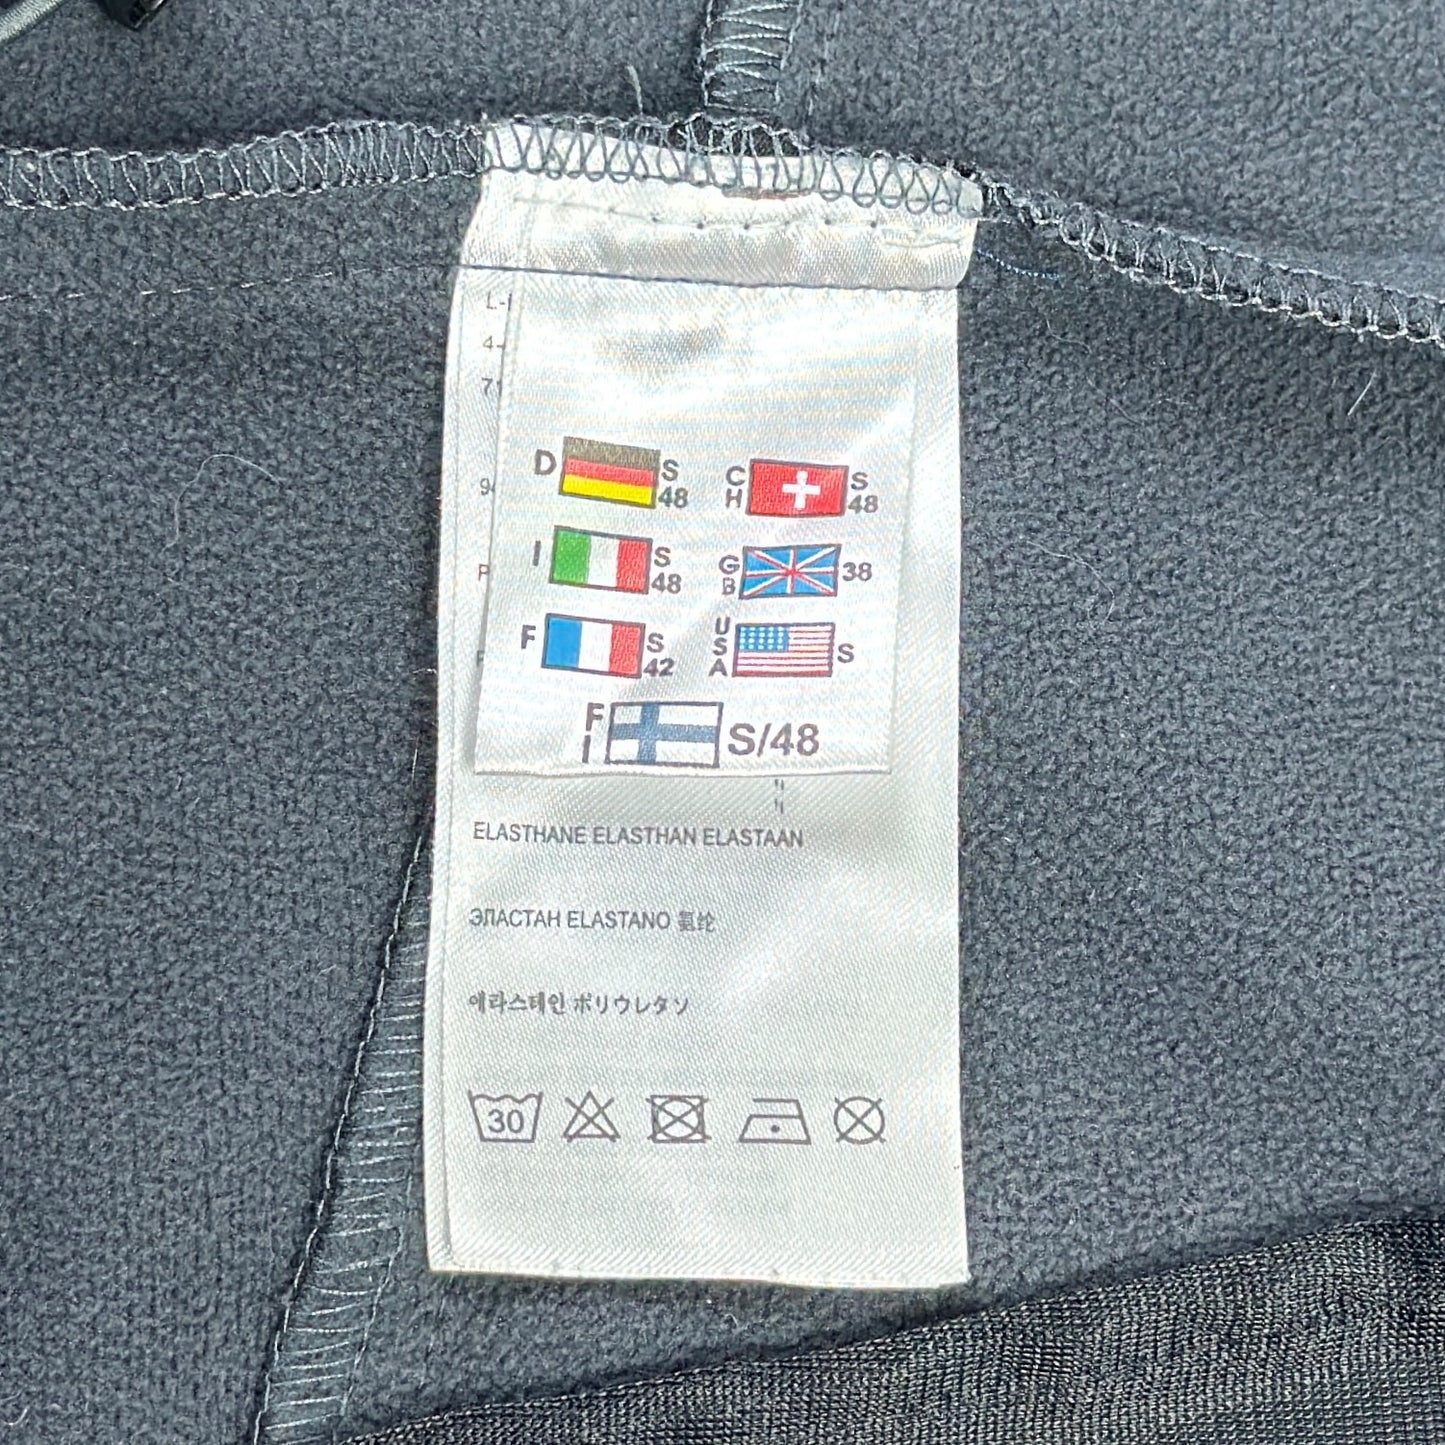 D S 48
CH S 48
I S 48
GB 38
F S 42
USA S
FI S/48
ELASTHANE ELASTHAN ELASTAAN
ЭЛАСТАН ELASTANO 氨纶
에라스테인 ポリウレタン
30